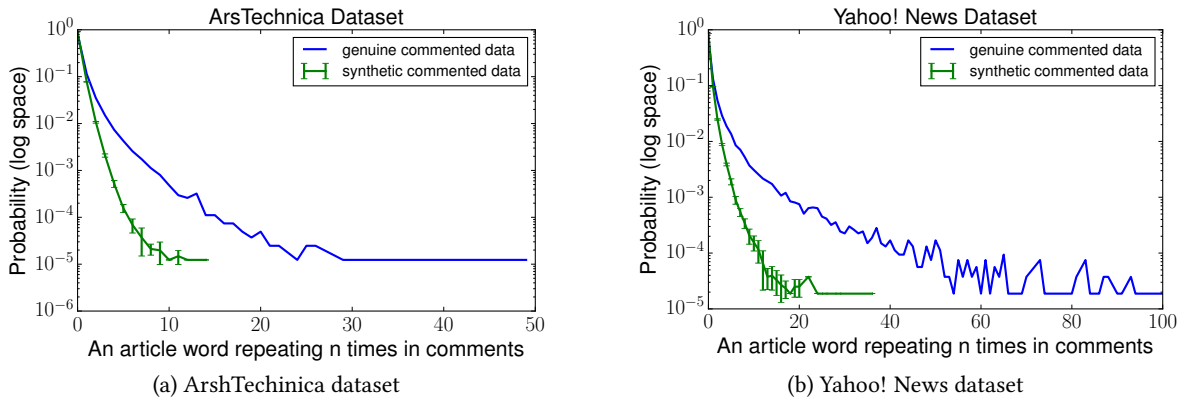 ArsTechnica Dataset
10⁰
10⁻¹
10⁻²
10⁻³
10⁻⁴
10⁻⁵
10⁻⁶
Probability (log space)
genuine commented data
synthetic commented data
0 10 20 30 40 50
An article word repeating n times in comments
(a) ArshTechinica dataset
Yahoo! News Dataset
10⁰
10⁻¹
10⁻²
10⁻³
10⁻⁴
10⁻⁵
Probability (log space)
genuine commented data
synthetic commented data
0 20 40 60 80 100
An article word repeating n times in comments
(b) Yahoo! News dataset